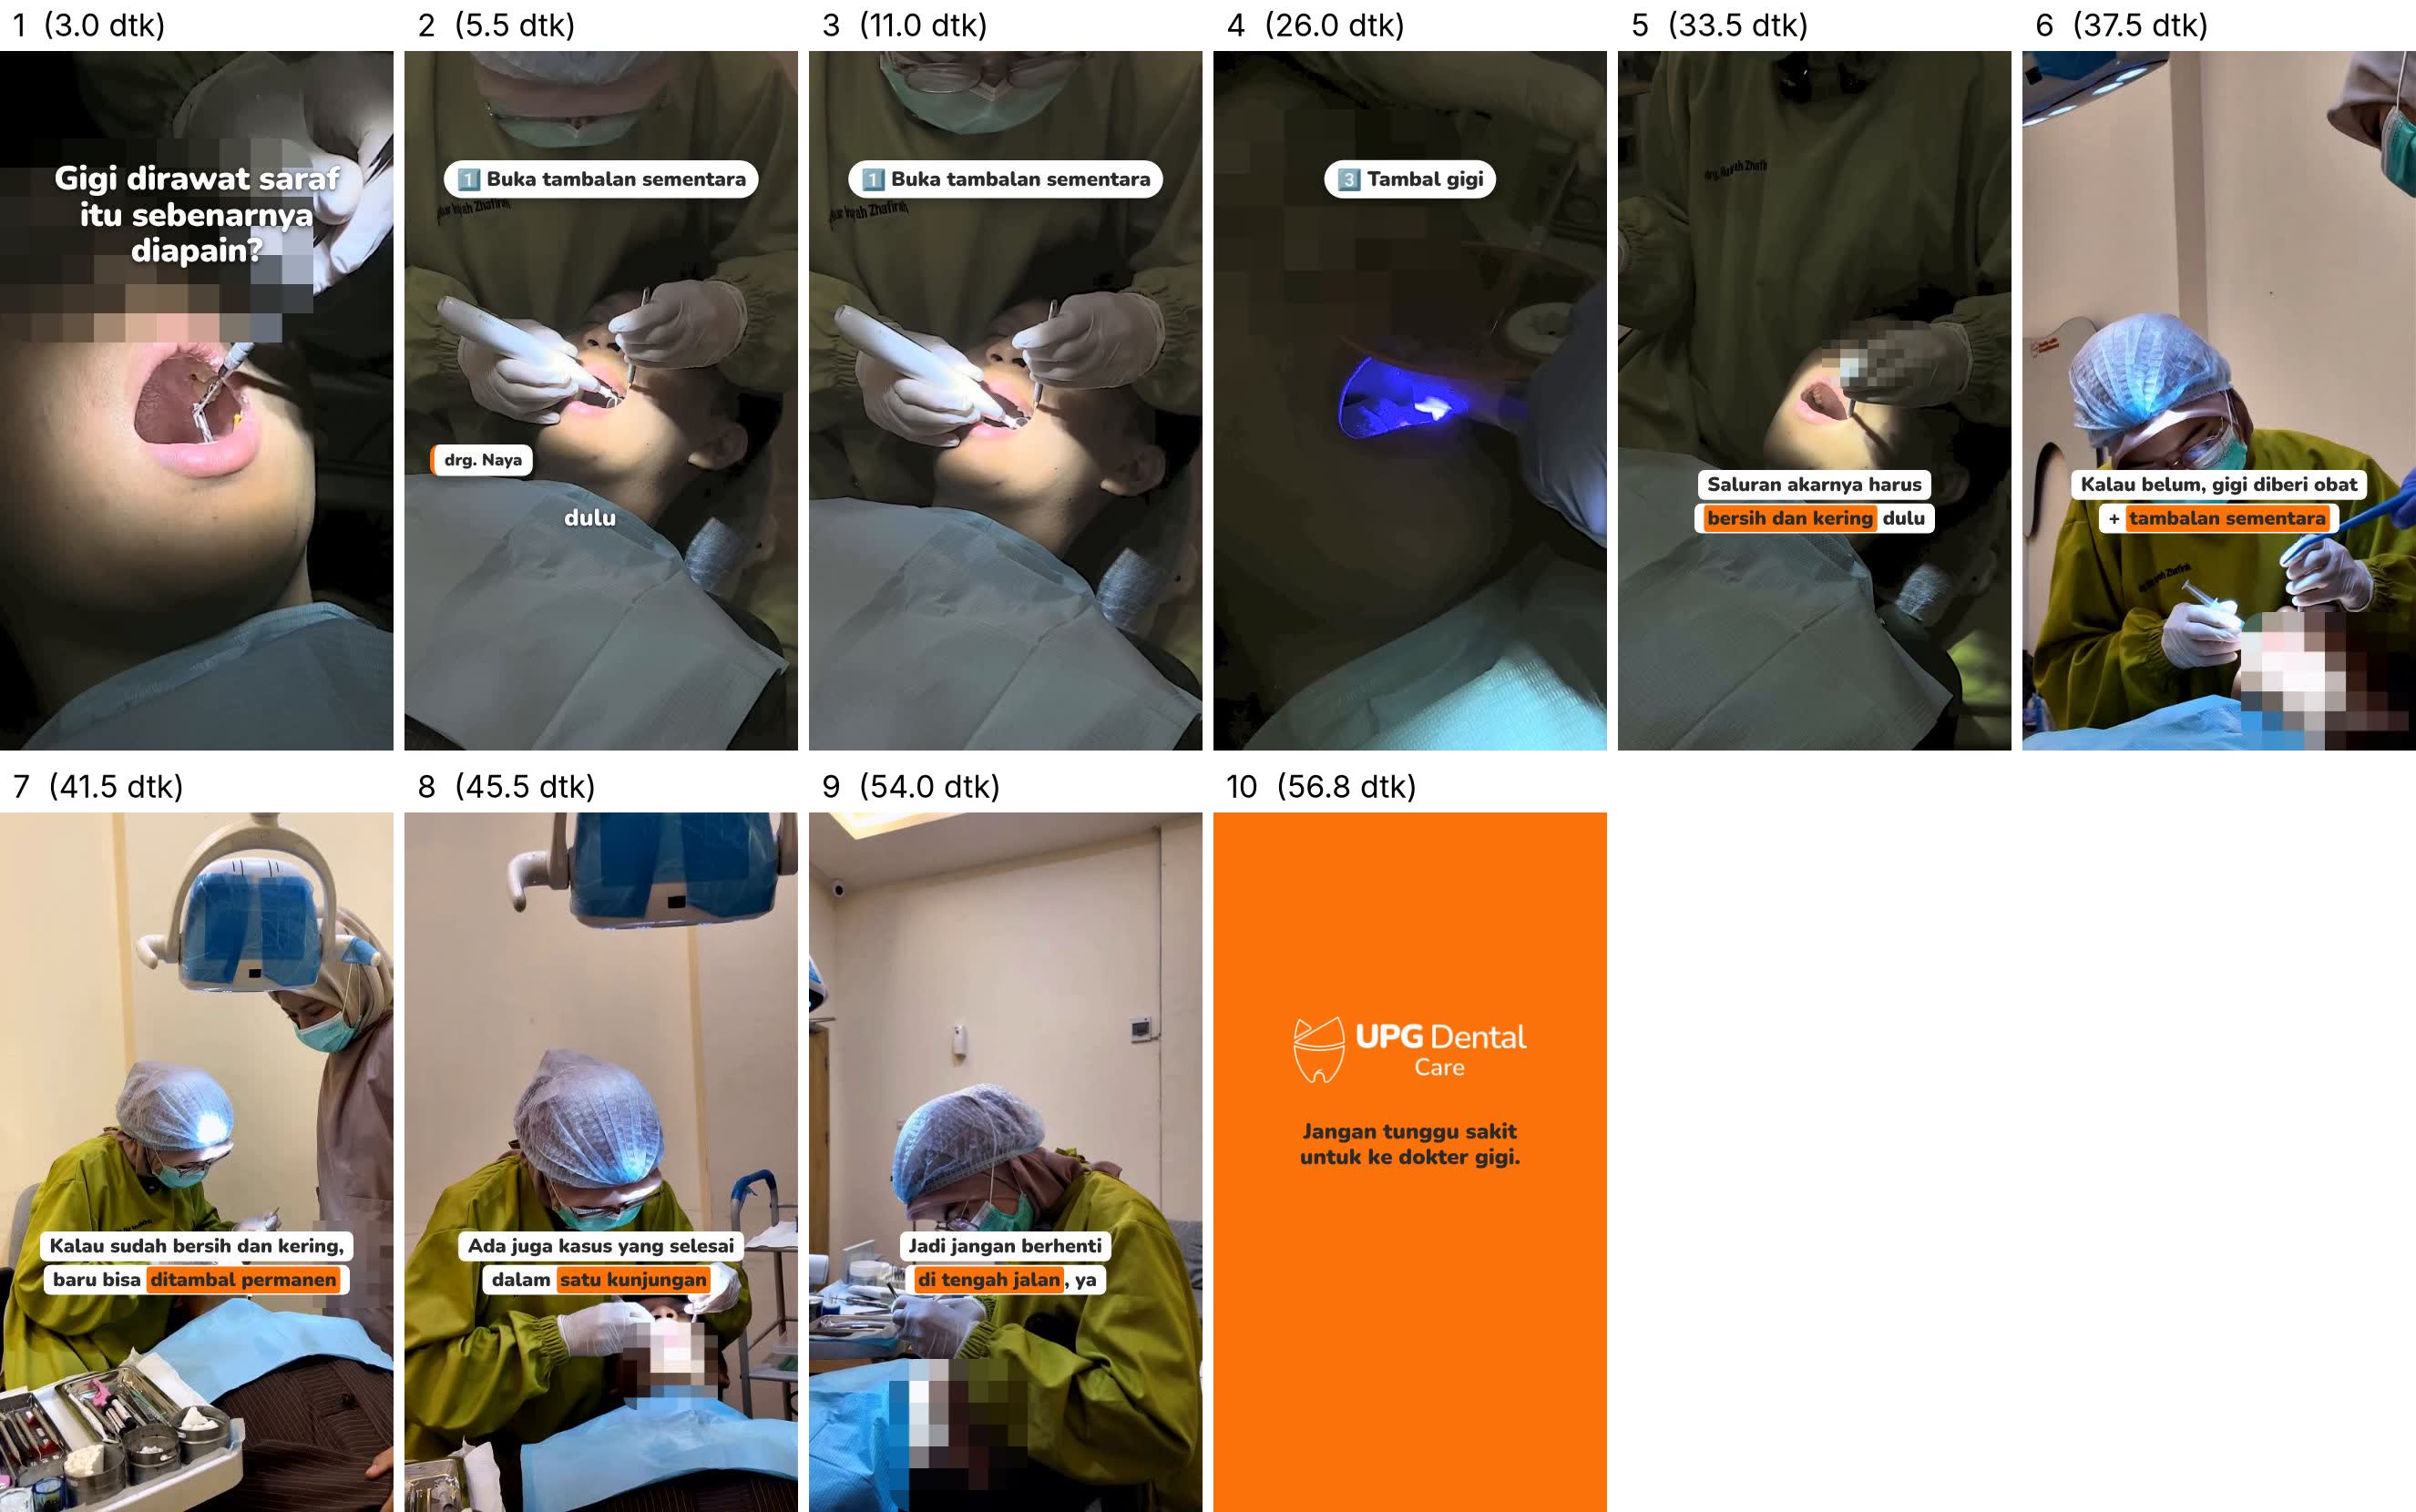 1 (3.0 dtk)
Gigi dirawat saraf
itu sebenarnya
diapain?
2 (5.5 dtk)
1 Buka tambalan sementara
drg. Naya
dulu
3 (11.0 dtk)
1 Buka tambalan sementara
4 (26.0 dtk)
3 Tambal gigi
5 (33.5 dtk)
Saluran akarnya harus
bersih dan kering dulu
6 (37.5 dtk)
Kalau belum, gigi diberi obat
+ tambalan sementara
7 (41.5 dtk)
Kalau sudah bersih dan kering,
baru bisa ditambal permanen
8 (45.5 dtk)
Ada juga kasus yang selesai
dalam satu kunjungan
9 (54.0 dtk)
Jadi jangan berhenti
di tengah jalan, ya
10 (56.8 dtk)
UPG Dental
Care
Jangan tunggu sakit
untuk ke dokter gigi.